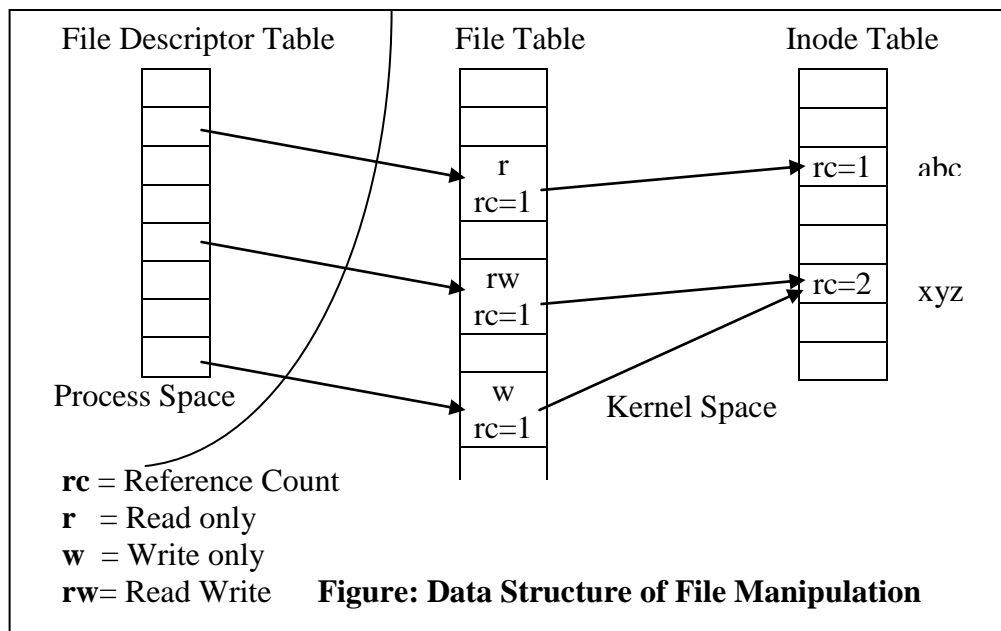 File Descriptor Table
File Table
Inode Table
r
rc=1
rc=1
abc
rw
rc=1
rc=2
xyz
w
rc=1
Process Space
Kernel Space
rc = Reference Count
r = Read only
w = Write only
rw= Read Write
Figure: Data Structure of File Manipulation